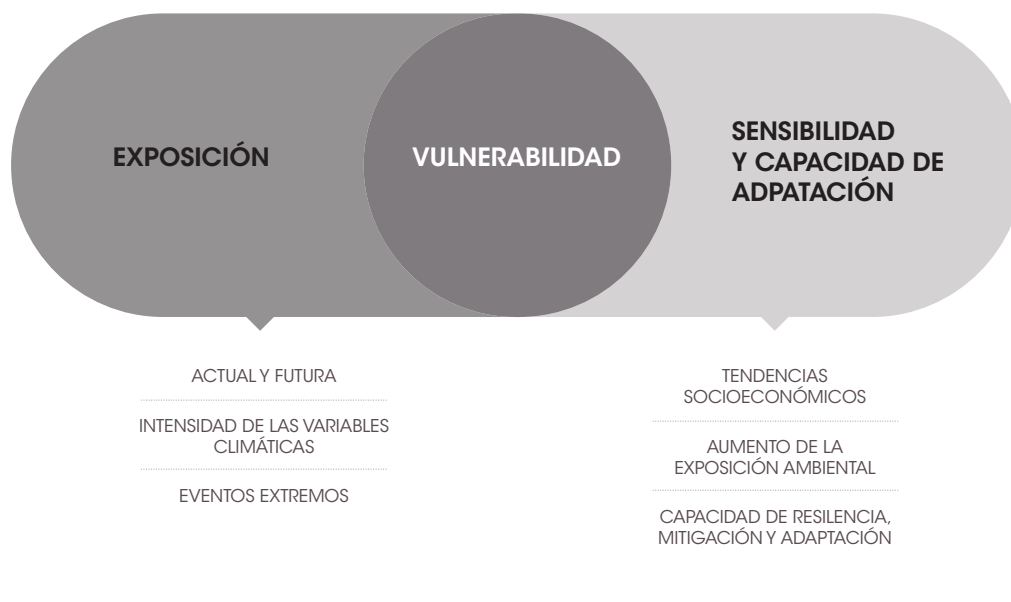 EXPOSICIÓN
VULNERABILIDAD
SENSIBILIDAD
Y CAPACIDAD DE
ADPATACIÓN
ACTUAL Y FUTURA
INTENSIDAD DE LAS VARIABLES
CLIMÁTICAS
EVENTOS EXTREMOS
TENDENCIAS
SOCIOECONÓMICOS
AUMENTO DE LA
EXPOSICIÓN AMBIENTAL
CAPACIDAD DE RESILENCIA,
MITIGACIÓN Y ADAPTACIÓN